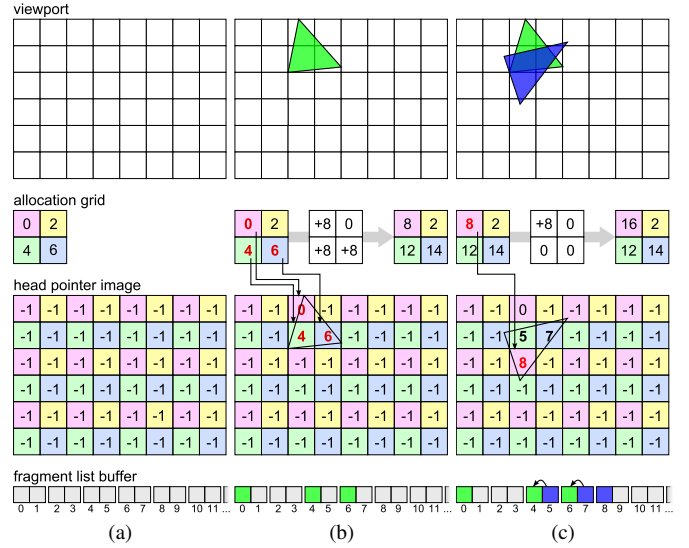 viewport
allocation grid
0 2 0 2 +8 0 8 2 8 2 +8 0 16 2
4 6 4 6 +8 +8 12 14 12 14 0 0 12 14
head pointer image
-1 -1 -1 -1 -1 -1 -1 -1 -1 -1 0 -1 -1 -1 -1 -1 -1 -1 0 -1 -1 -1 -1 -1
-1 -1 -1 -1 -1 -1 -1 -1 -1 -1 4 6 -1 -1 -1 -1 -1 -1 5 7 -1 -1 -1 -1
-1 -1 -1 -1 -1 -1 -1 -1 -1 -1 -1 -1 -1 -1 -1 -1 -1 -1 8 -1 -1 -1 -1 -1
-1 -1 -1 -1 -1 -1 -1 -1 -1 -1 -1 -1 -1 -1 -1 -1 -1 -1 -1 -1 -1 -1 -1 -1
-1 -1 -1 -1 -1 -1 -1 -1 -1 -1 -1 -1 -1 -1 -1 -1 -1 -1 -1 -1 -1 -1 -1 -1
-1 -1 -1 -1 -1 -1 -1 -1 -1 -1 -1 -1 -1 -1 -1 -1 -1 -1 -1 -1 -1 -1 -1 -1
fragment list buffer
0 1 2 3 4 5 6 7 8 9 10 11 ... 0 1 2 3 4 5 6 7 8 9 10 11 ... 0 1 2 3 4 5 6 7 8 9 10 11 ...
(a) (b) (c)